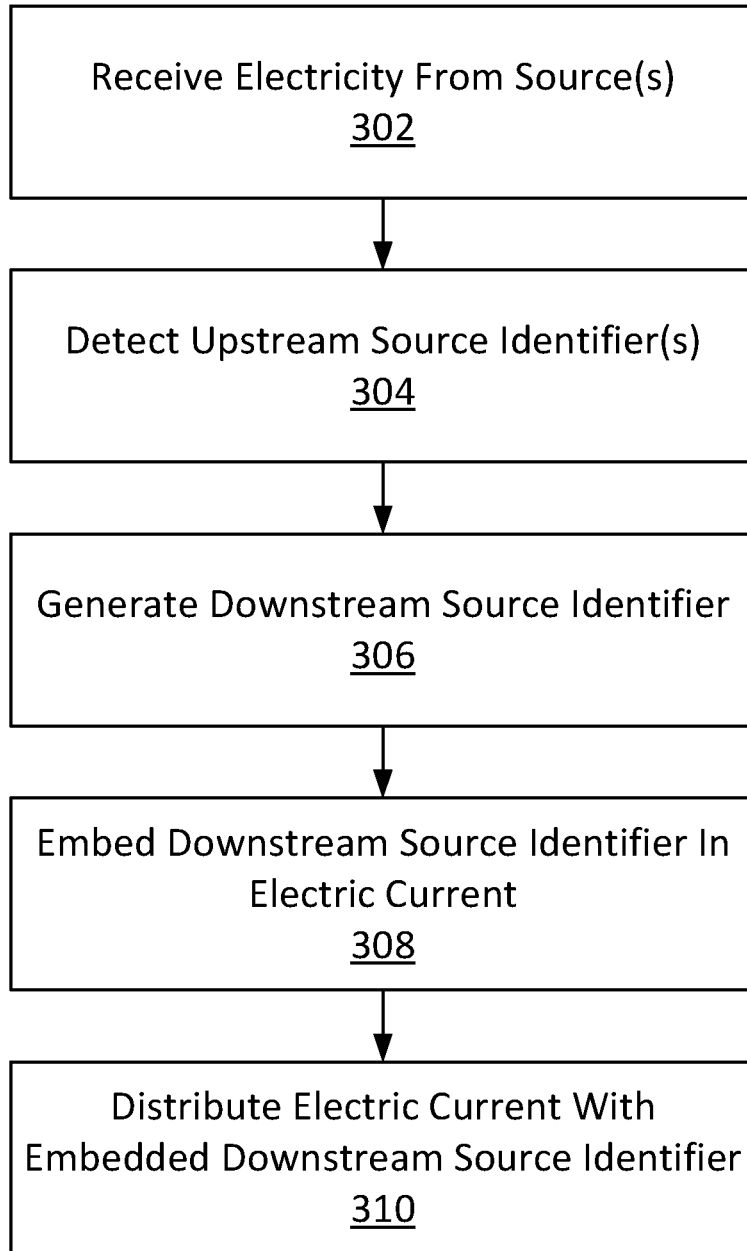 Receive Electricity From Source(s)
302
Detect Upstream Source Identifier(s)
304
Generate Downstream Source Identifier
306
Embed Downstream Source Identifier In
Electric Current
308
Distribute Electric Current With
Embedded Downstream Source Identifier
310